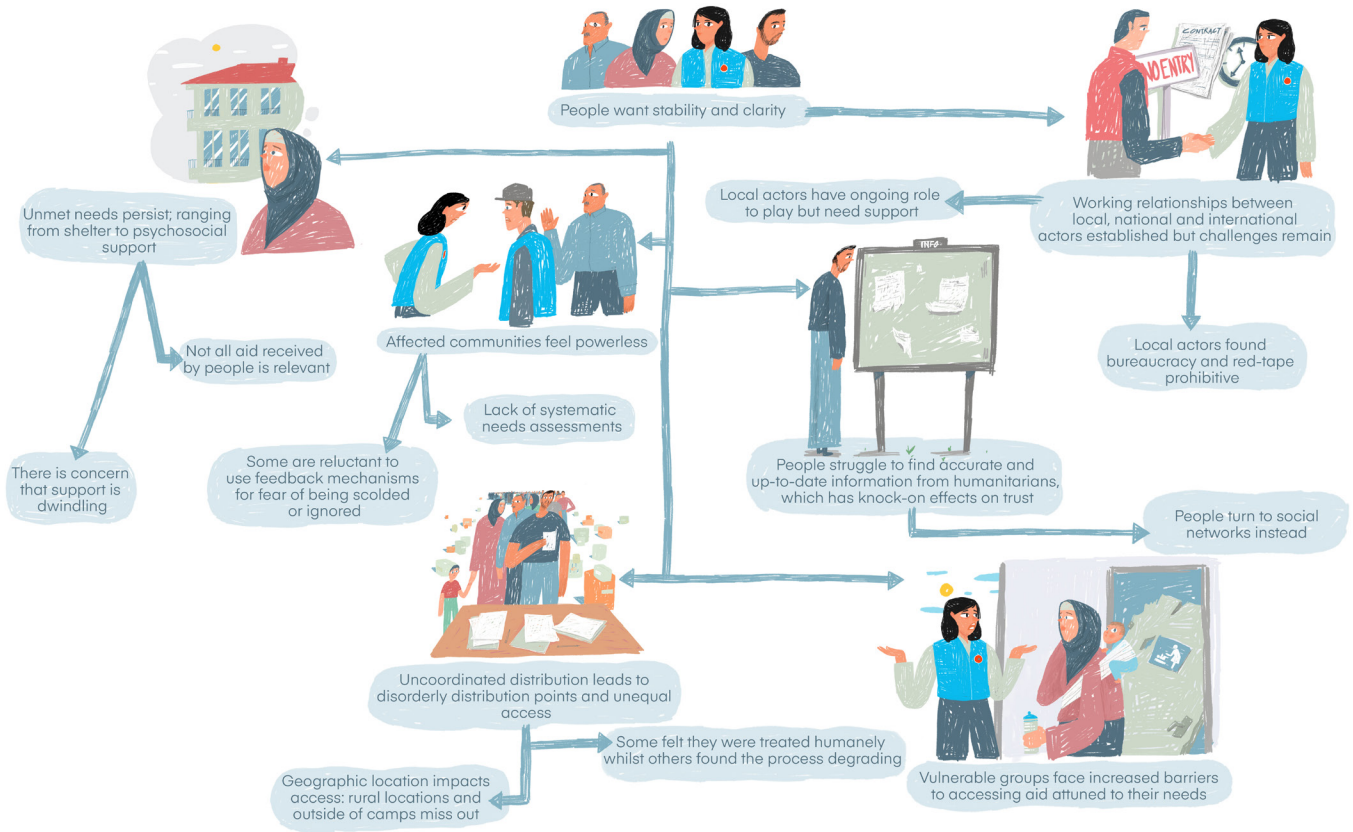 CONTRACT
NO ENTRY
People want stability and clarity
Unmet needs persist; ranging
from shelter to psychosocial
support
Local actors have ongoing role
to play but need support
Working relationships between
local, national and international
actors established but challenges remain
INFO
Affected communities feel powerless
Not all aid received
by people is relevant
Local actors found
bureaucracy and red-tape
prohibitive
Lack of systematic
needs assessments
There is concern
that support is
dwindling
Some are reluctant to
use feedback mechanisms
for fear of being scolded
or ignored
People struggle to find accurate and
up-to-date information from humanitarians,
which has knock-on effects on trust
People turn to social
networks instead
Uncoordinated distribution leads to
disorderly distribution points and unequal
access
Some felt they were treated humanely
whilst others found the process degrading
Geographic location impacts
access: rural locations and
outside of camps miss out
Vulnerable groups face increased barriers
to accessing aid attuned to their needs